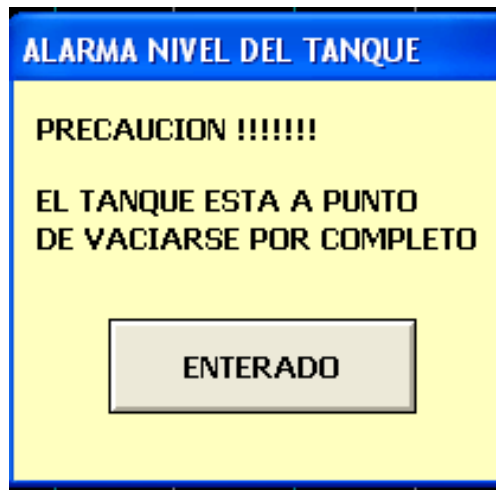 ALARMA NIVEL DEL TANQUE
PRECAUCION !!!!!!!
EL TANQUE ESTA A PUNTO
DE VACIARSE POR COMPLETO
ENTERADO